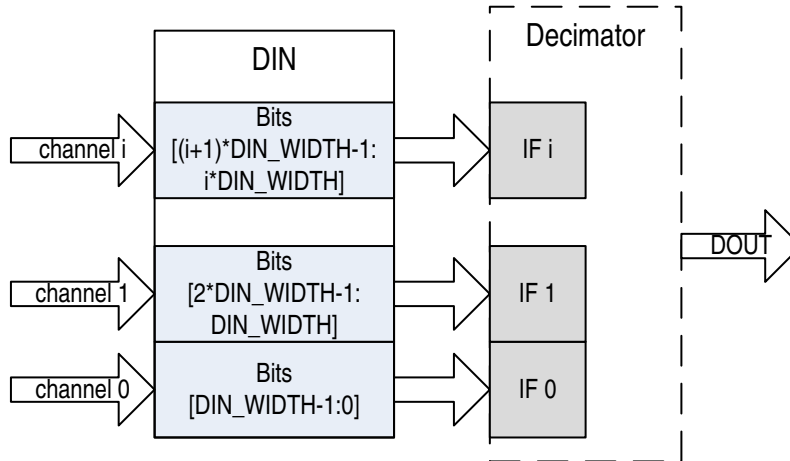 DIN
Decimator
channel i
Bits
[(i+1)*DIN_WIDTH-1:
i*DIN_WIDTH]
IF i
DOUT
channel 1
Bits
[2*DIN_WIDTH-1:
DIN_WIDTH]
IF 1
channel 0
Bits
[DIN_WIDTH-1:0]
IF 0